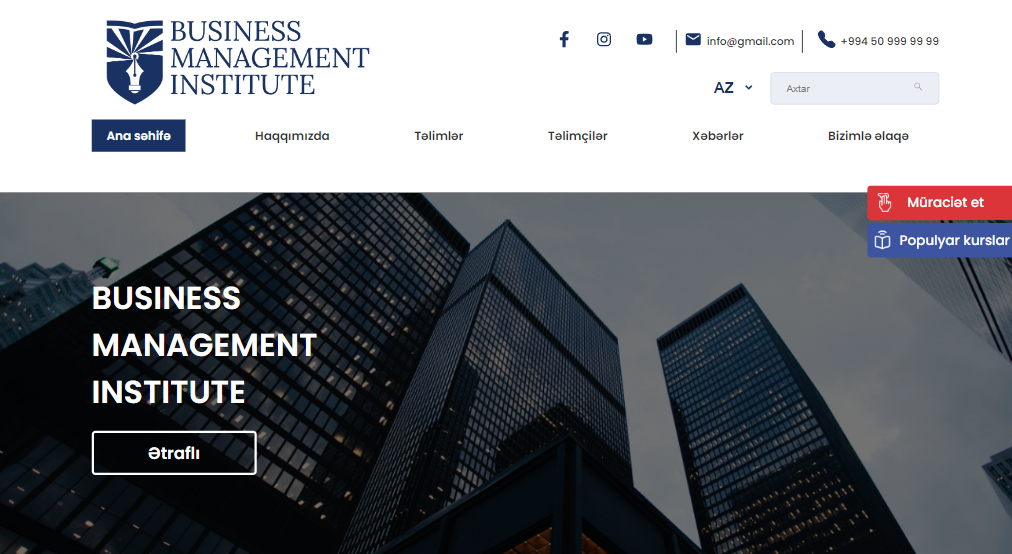 BUSINESS
MANAGEMENT
INSTITUTE
info@gmail.com
+994 50 999 99 99
AZ
Axtar
Ana səhifə
Haqqımızda
Təlimlər
Təlimçilər
Xəbərlər
Bizimlə əlaqə
Müraciət et
Populyar kurslar
BUSINESS
MANAGEMENT
INSTITUTE
Ətraflı